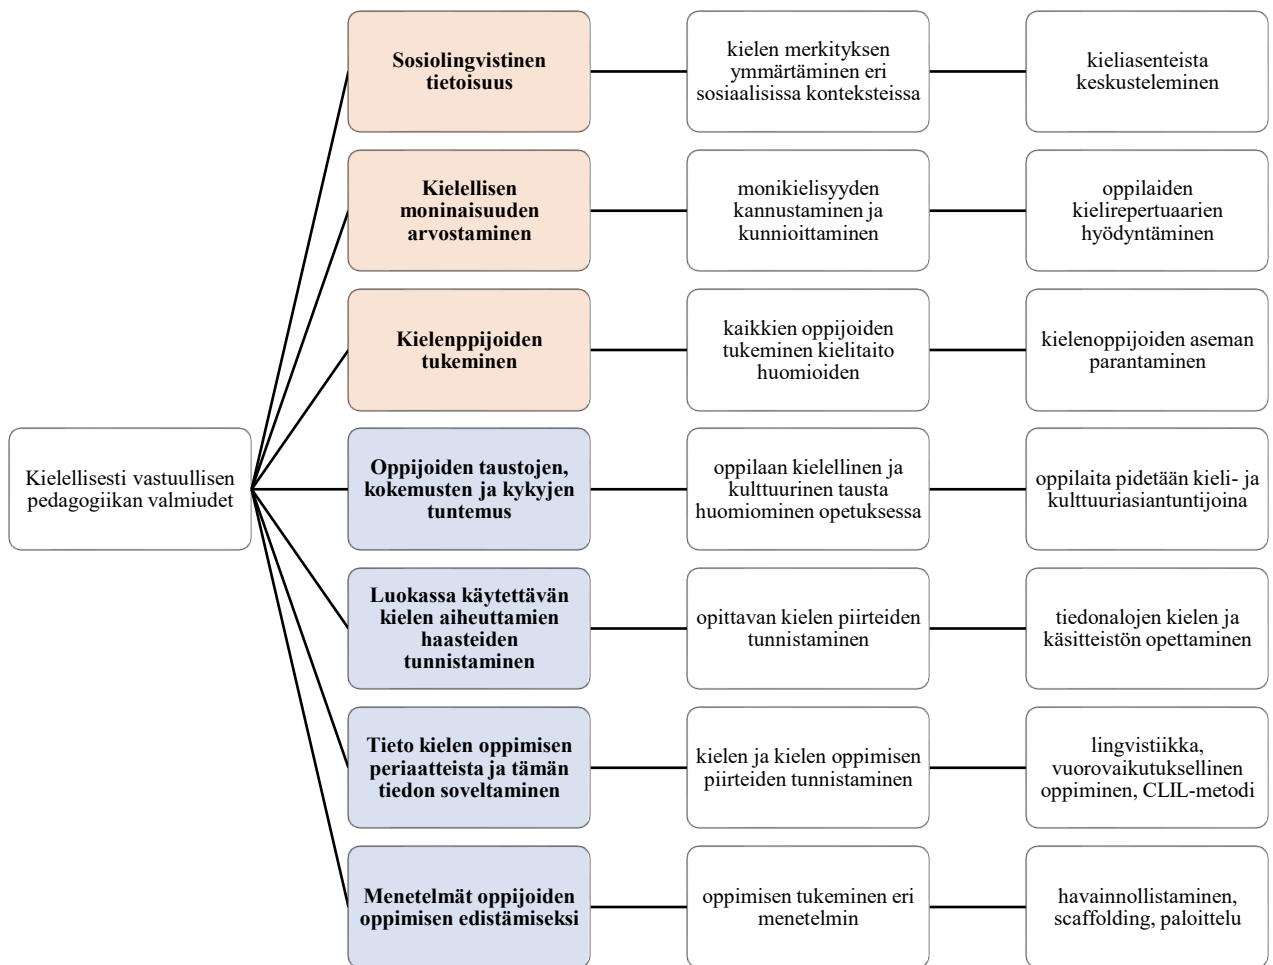 Sosiolingvistinen
tietoisuus
kielen merkityksen
ymmärtäminen eri
sosiaalisissa konteksteissa
kieliasenteista
keskusteleminen
Kielellisen
moninaisuuden
arvostaminen
monikielisyyden
kannustaminen ja
kunnioittaminen
oppilaiden
kielirepertuaarien
hyödyntäminen
Kielenppijoiden
tukeminen
kaikkien oppijoiden
tukeminen kielitaito
huomioiden
kielenoppijoiden aseman
parantaminen
Kielellisesti vastuullisen
pedagogiikan valmiudet
Oppijoiden taustojen,
kokemusten ja kykyjen
tuntemus
oppilaan kielellinen ja
kulttuurinen tausta
huomiominen opetuksessa
oppilaita pidetään kieli- ja
kulttuuriasiantuntijoina
Luokassa käytettävän
kielen aiheuttamien
haasteiden
tunnistaminen
opittavan kielen piirteiden
tunnistaminen
tiedonalojen kielen ja
käsitteistön opettaminen
Tieto kielen oppimisen
periaatteista ja tämän
tiedon soveltaminen
kielen ja kielen oppimisen
piirteiden tunnistaminen
lingvistiikka,
vuorovaikutuksellinen
oppiminen, CLIL-metodi
Menetelmät oppijoiden
oppimisen edistämiseksi
oppimisen tukeminen eri
menetelmin
havainnollistaminen,
scaffolding, paloittelu